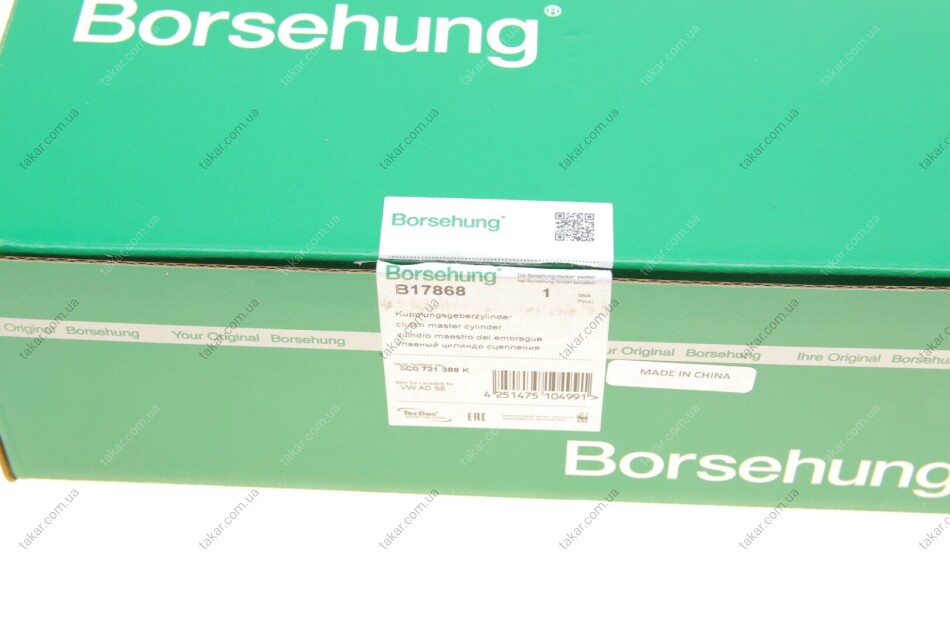 Borsehung®
Borsehung®
Borsehung®
B17868
1
Kupplungsgeberzylinder
clutch master cylinder
cilindro maestro del embrague
главный цилиндр сцепления
721 388 K
VW AD SE
4 251475 104991 >
TecDoc
EAC
Original Borsehung Your Original Borsehung
Your Original Borsehung Ihre Original Borsehung
MADE IN CHINA
Borsehung
takar.com.ua